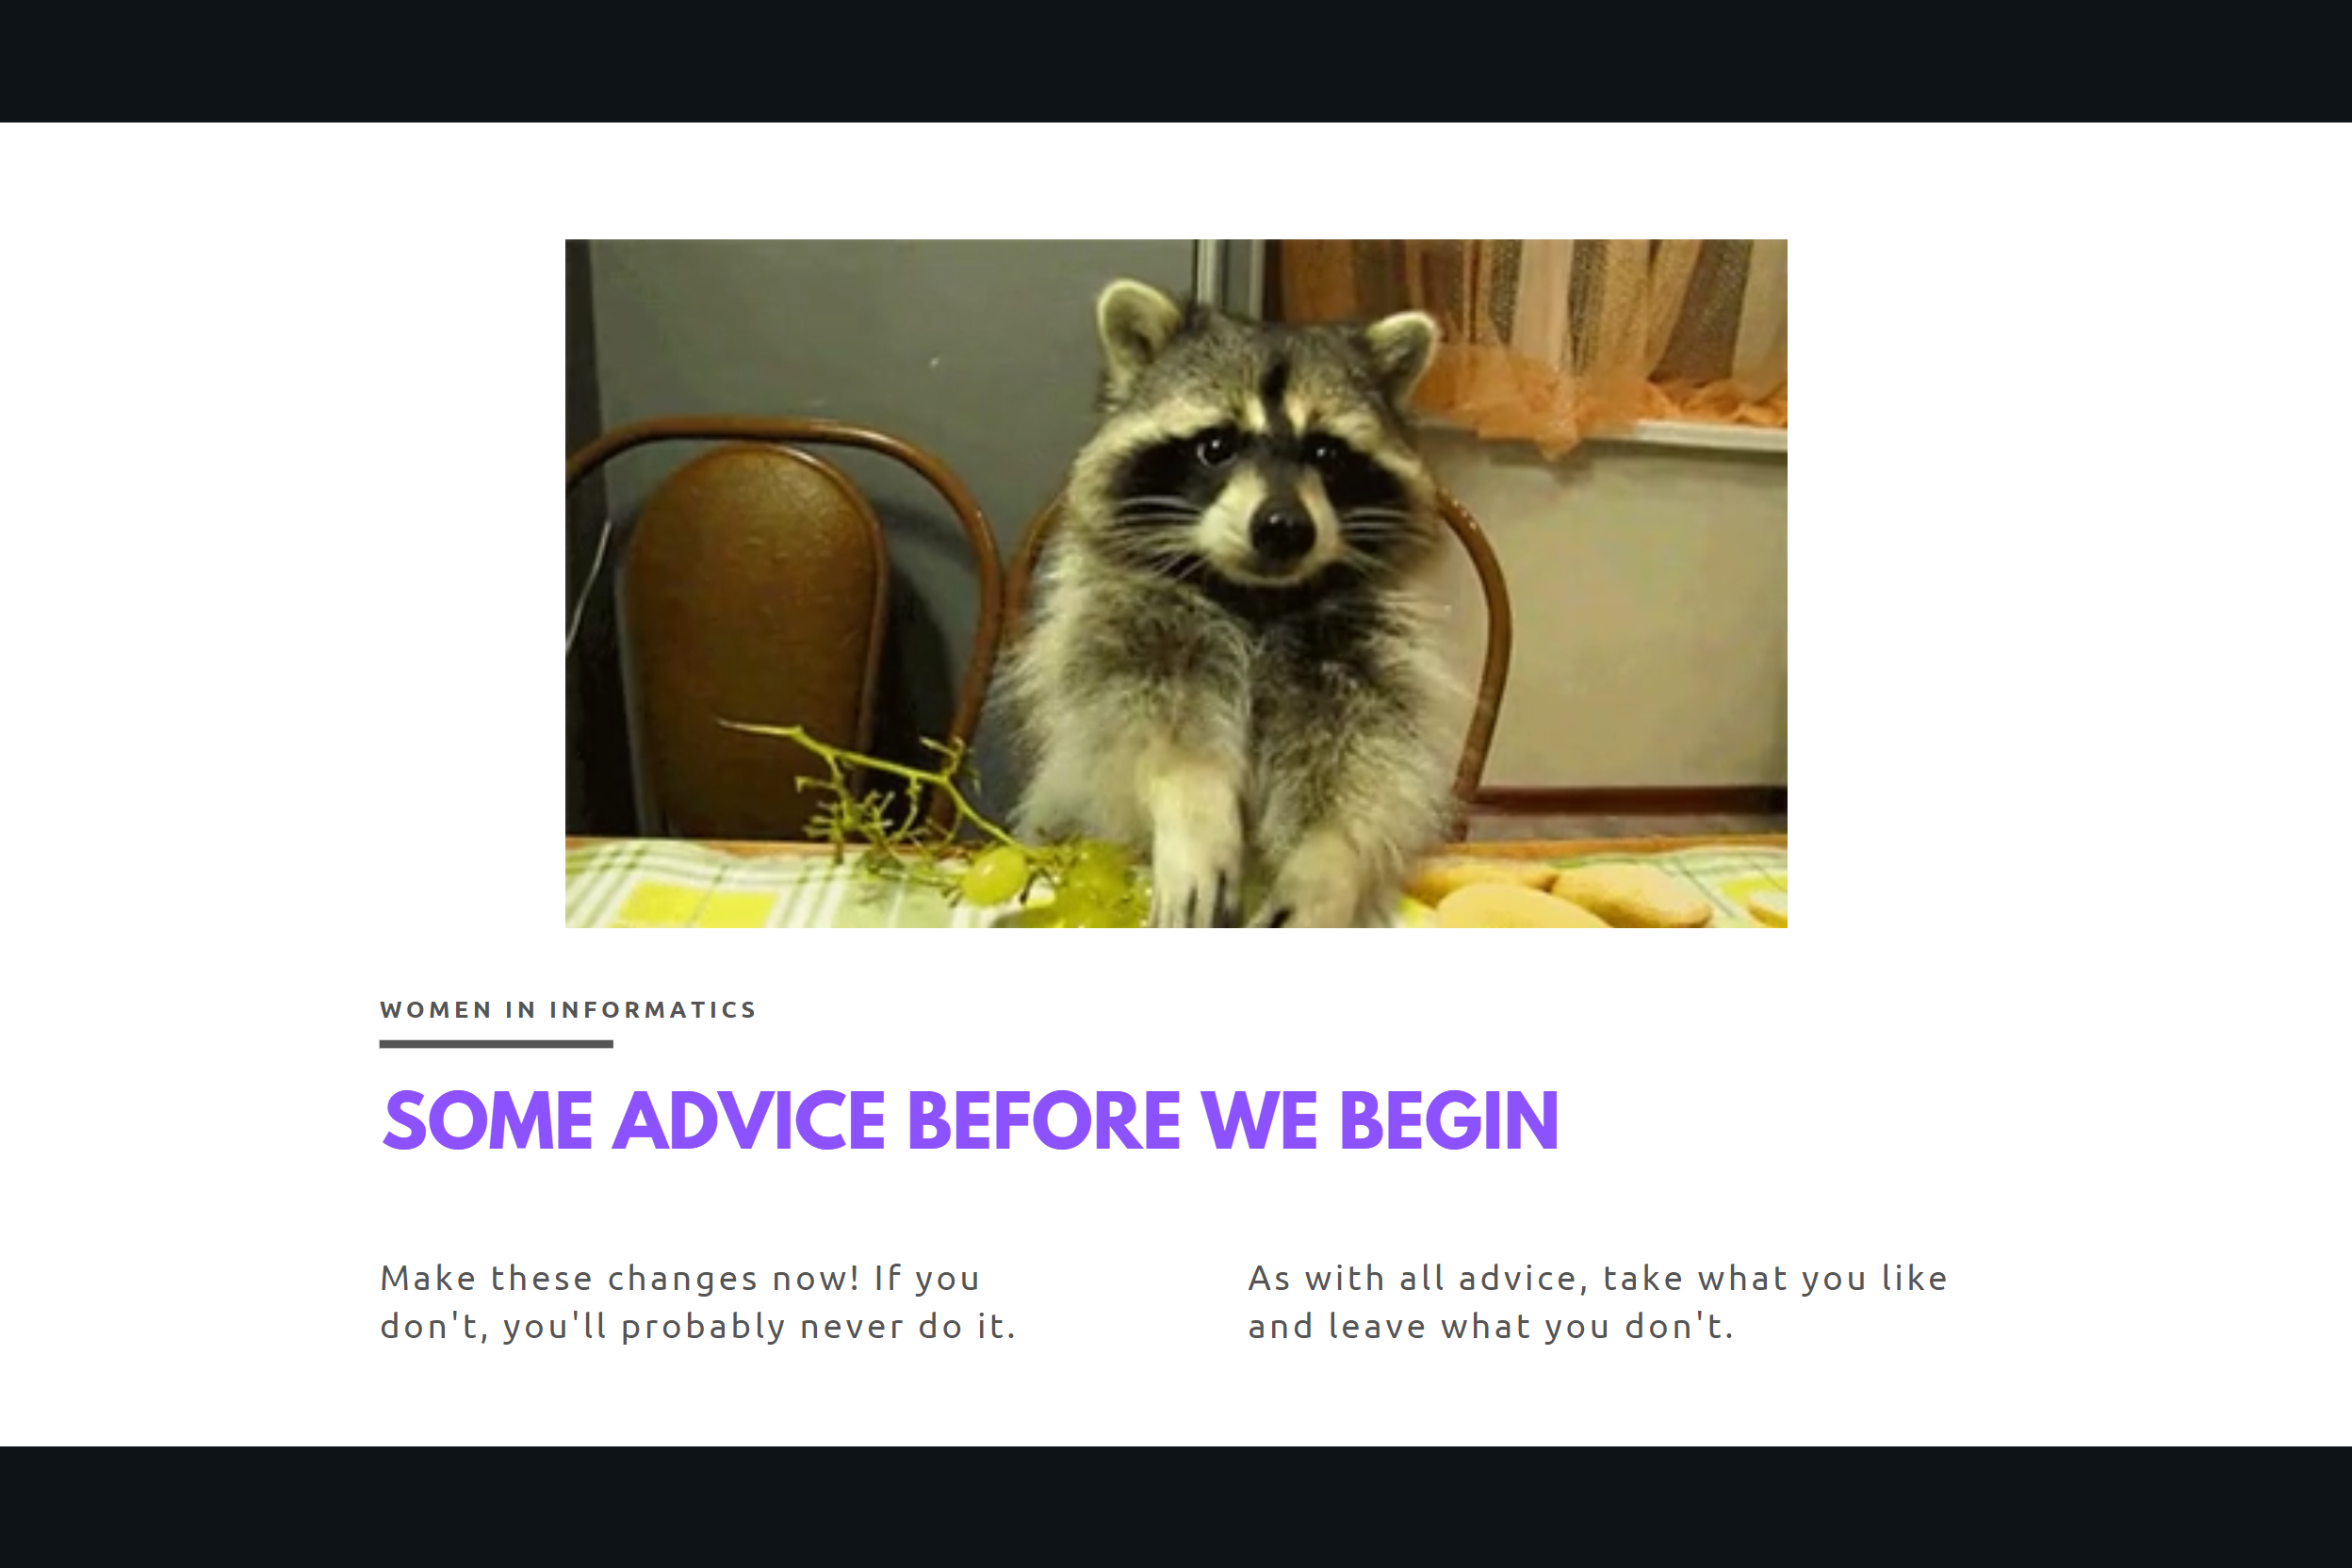 WOMEN IN INFORMATICS
SOME ADVICE BEFORE WE BEGIN
Make these changes now! If you
don't, you'll probably never do it.
As with all advice, take what you like
and leave what you don't.